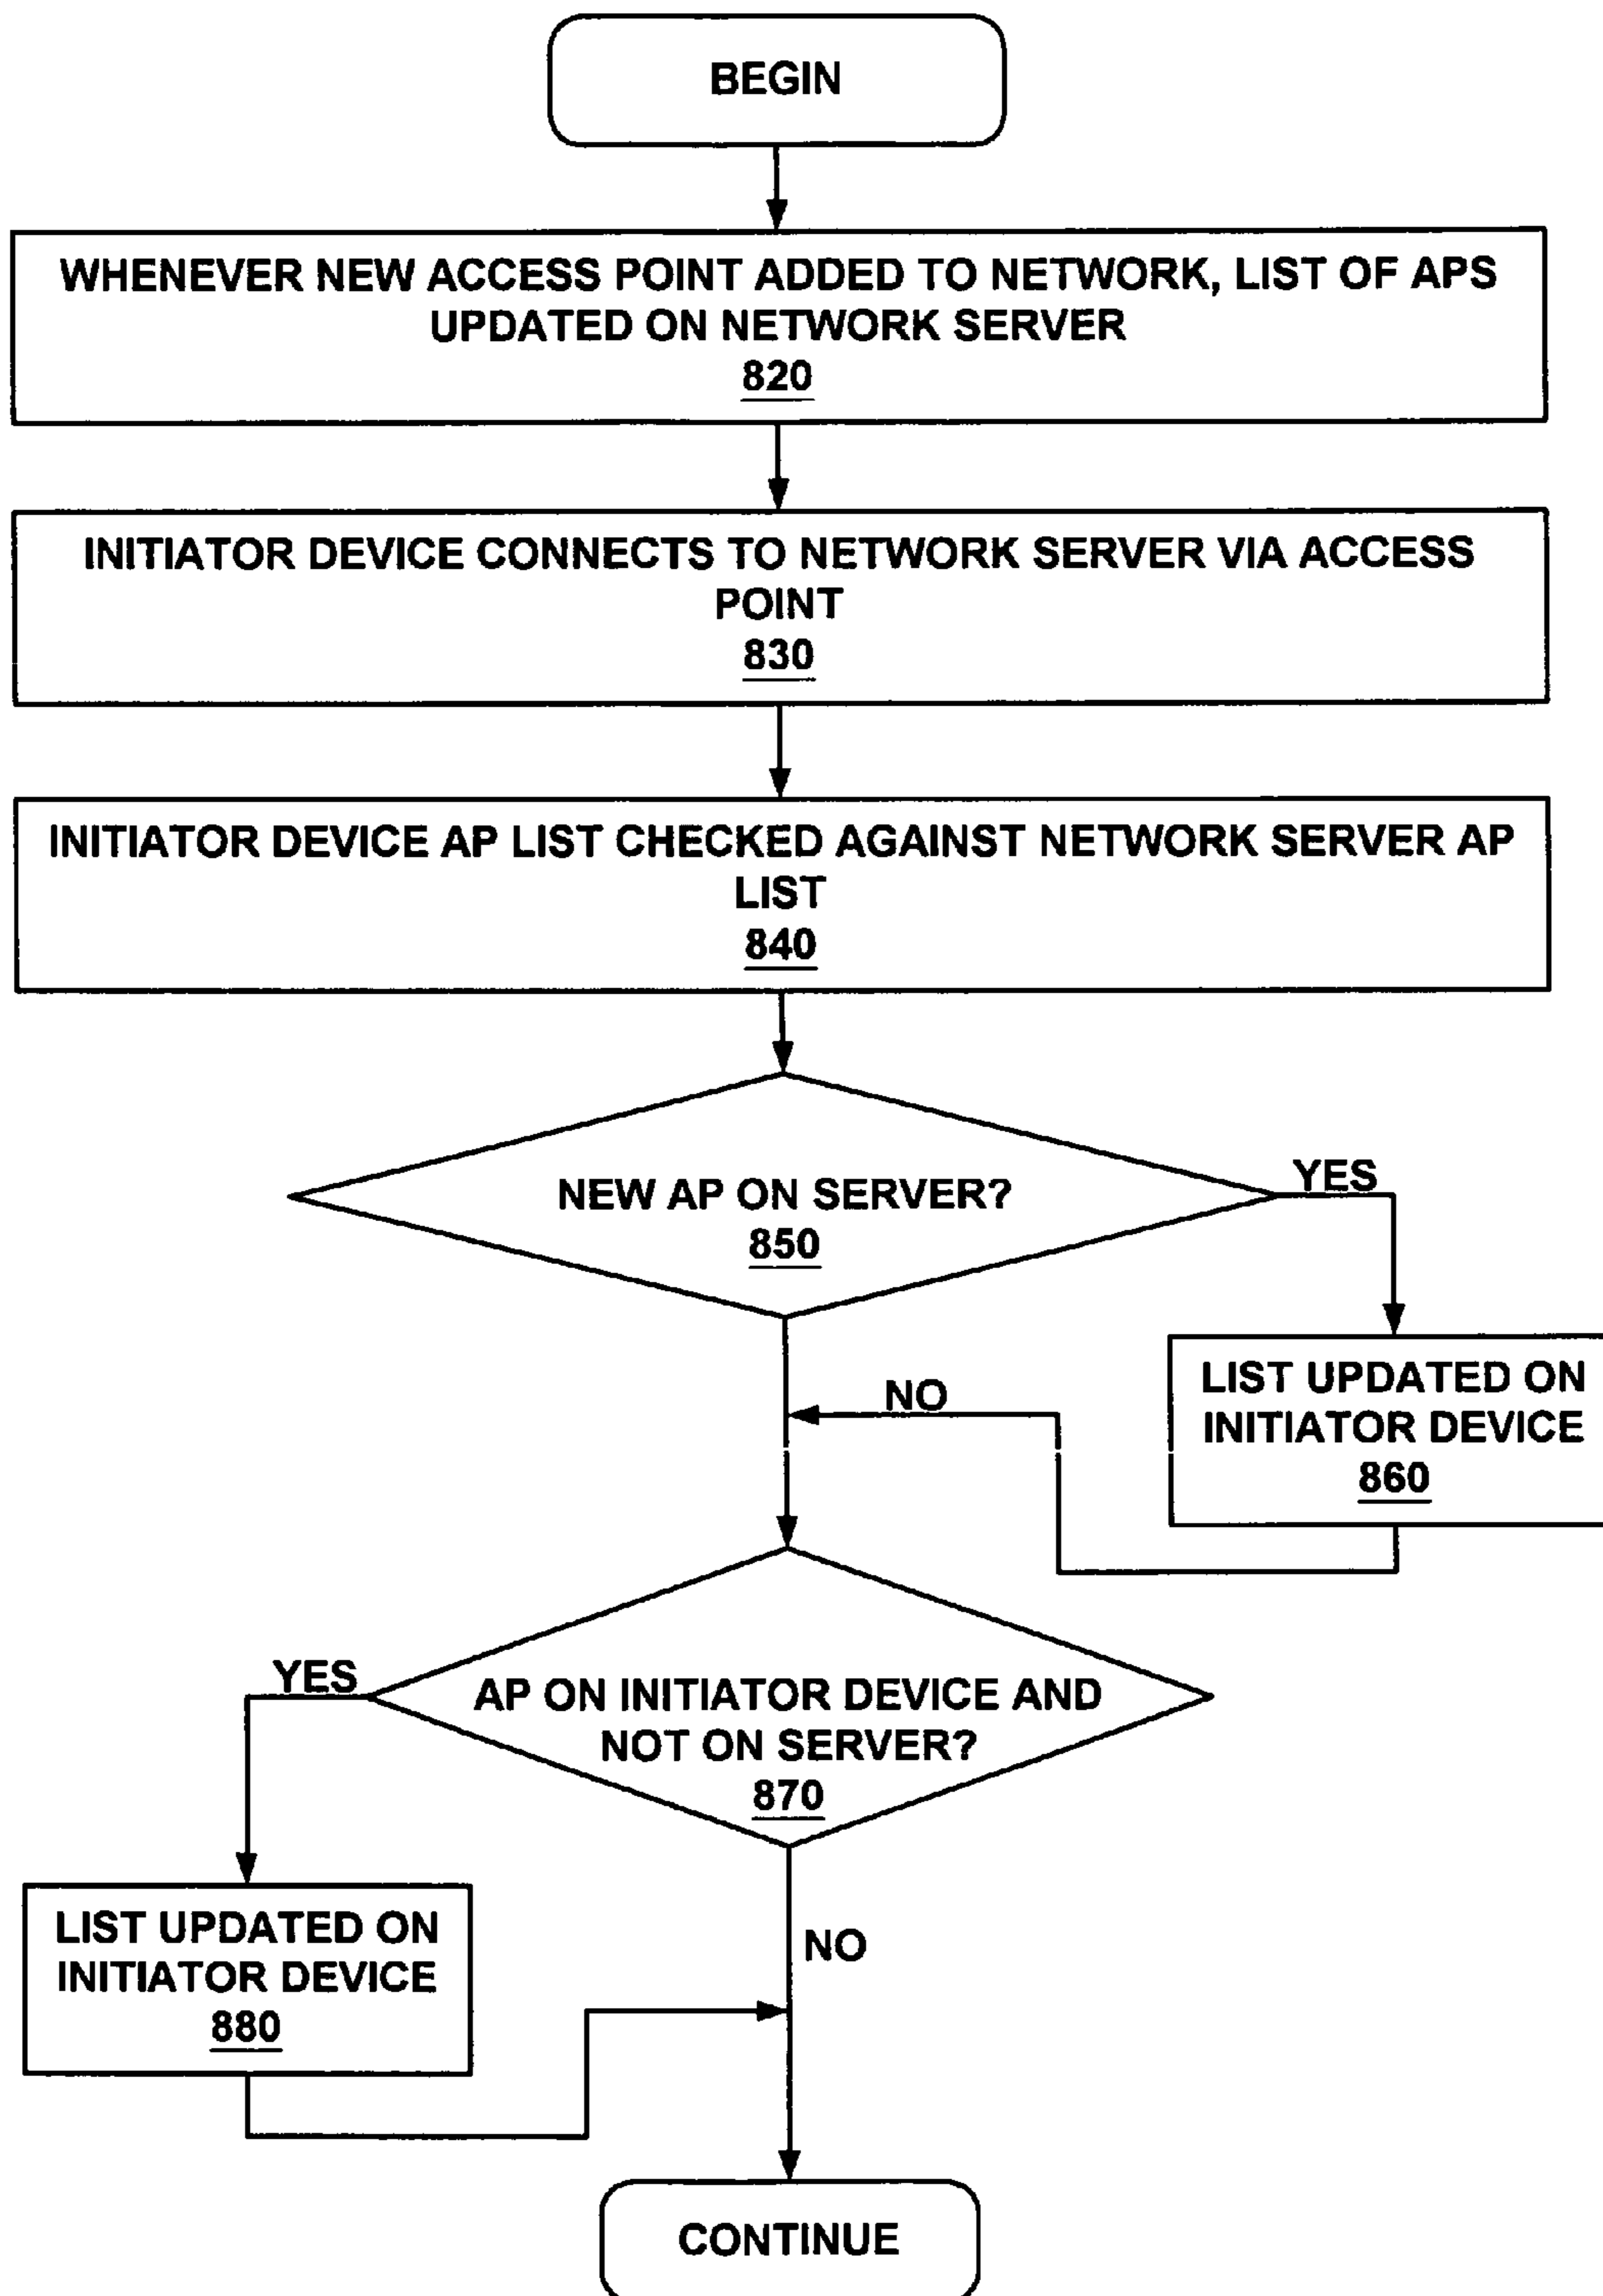 BEGIN
WHENEVER NEW ACCESS POINT ADDED TO NETWORK, LIST OF APS
UPDATED ON NETWORK SERVER
820
INITIATOR DEVICE CONNECTS TO NETWORK SERVER VIA ACCESS
POINT
830
INITIATOR DEVICE AP LIST CHECKED AGAINST NETWORK SERVER AP
LIST
840
NEW AP ON SERVER?
850
YES
LIST UPDATED ON
INITIATOR DEVICE
860
NO
AP ON INITIATOR DEVICE AND
NOT ON SERVER?
870
YES
LIST UPDATED ON
INITIATOR DEVICE
880
NO
CONTINUE